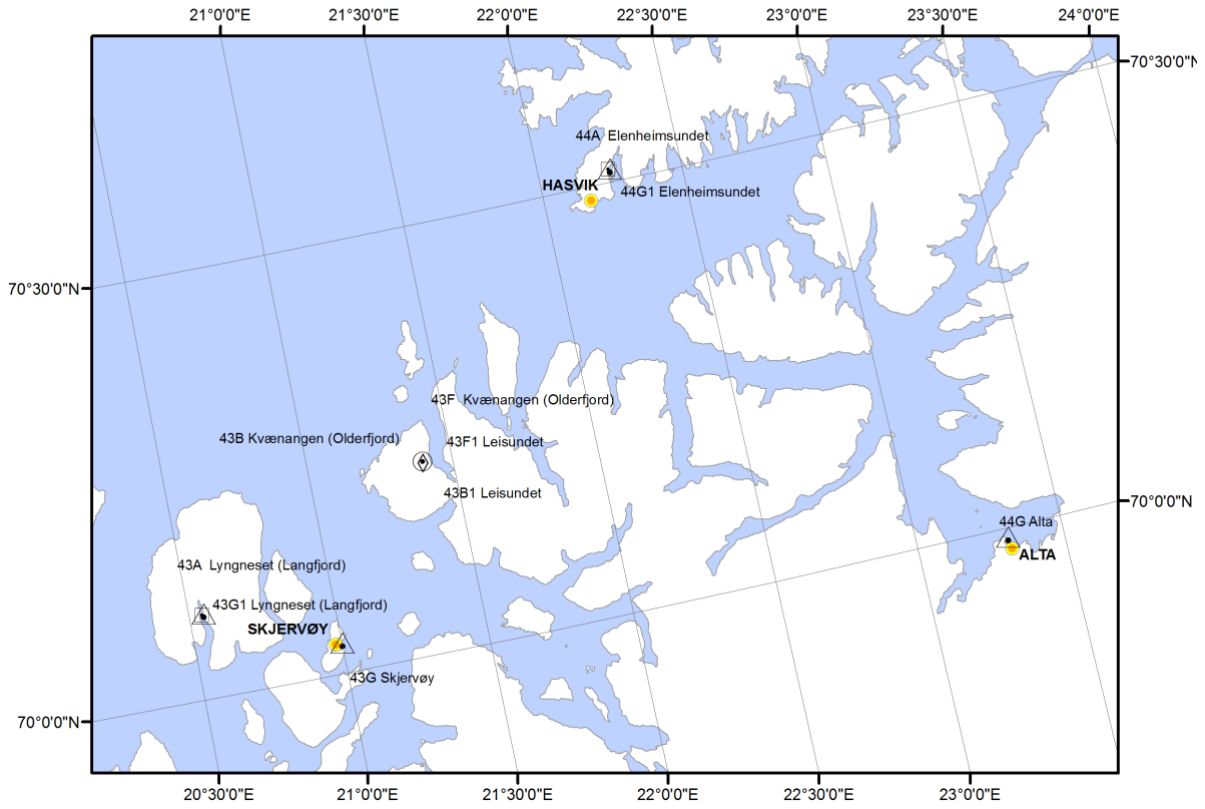 21°0'0"E
21°30'0"E
22°0'0"E
22°30'0"E
23°0'0"E
23°30'0"E
24°0'0"E
70°30'0"N
44A Elenheimsundet
HASVIK
44G1 Elenheimsundet
70°30'0"N
43F Kvænangen (Olderfjord)
43B Kvænangen (Olderfjord)
43F1 Leisundet
43B1 Leisundet
70°0'0"N
44G Alta
ALTA
43A Lyngneset (Langfjord)
43G1 Lyngneset (Langfjord)
SKJERVØY
43G Skjervøy
70°0'0"N
20°30'0"E
21°0'0"E
21°30'0"E
22°0'0"E
22°30'0"E
23°0'0"E